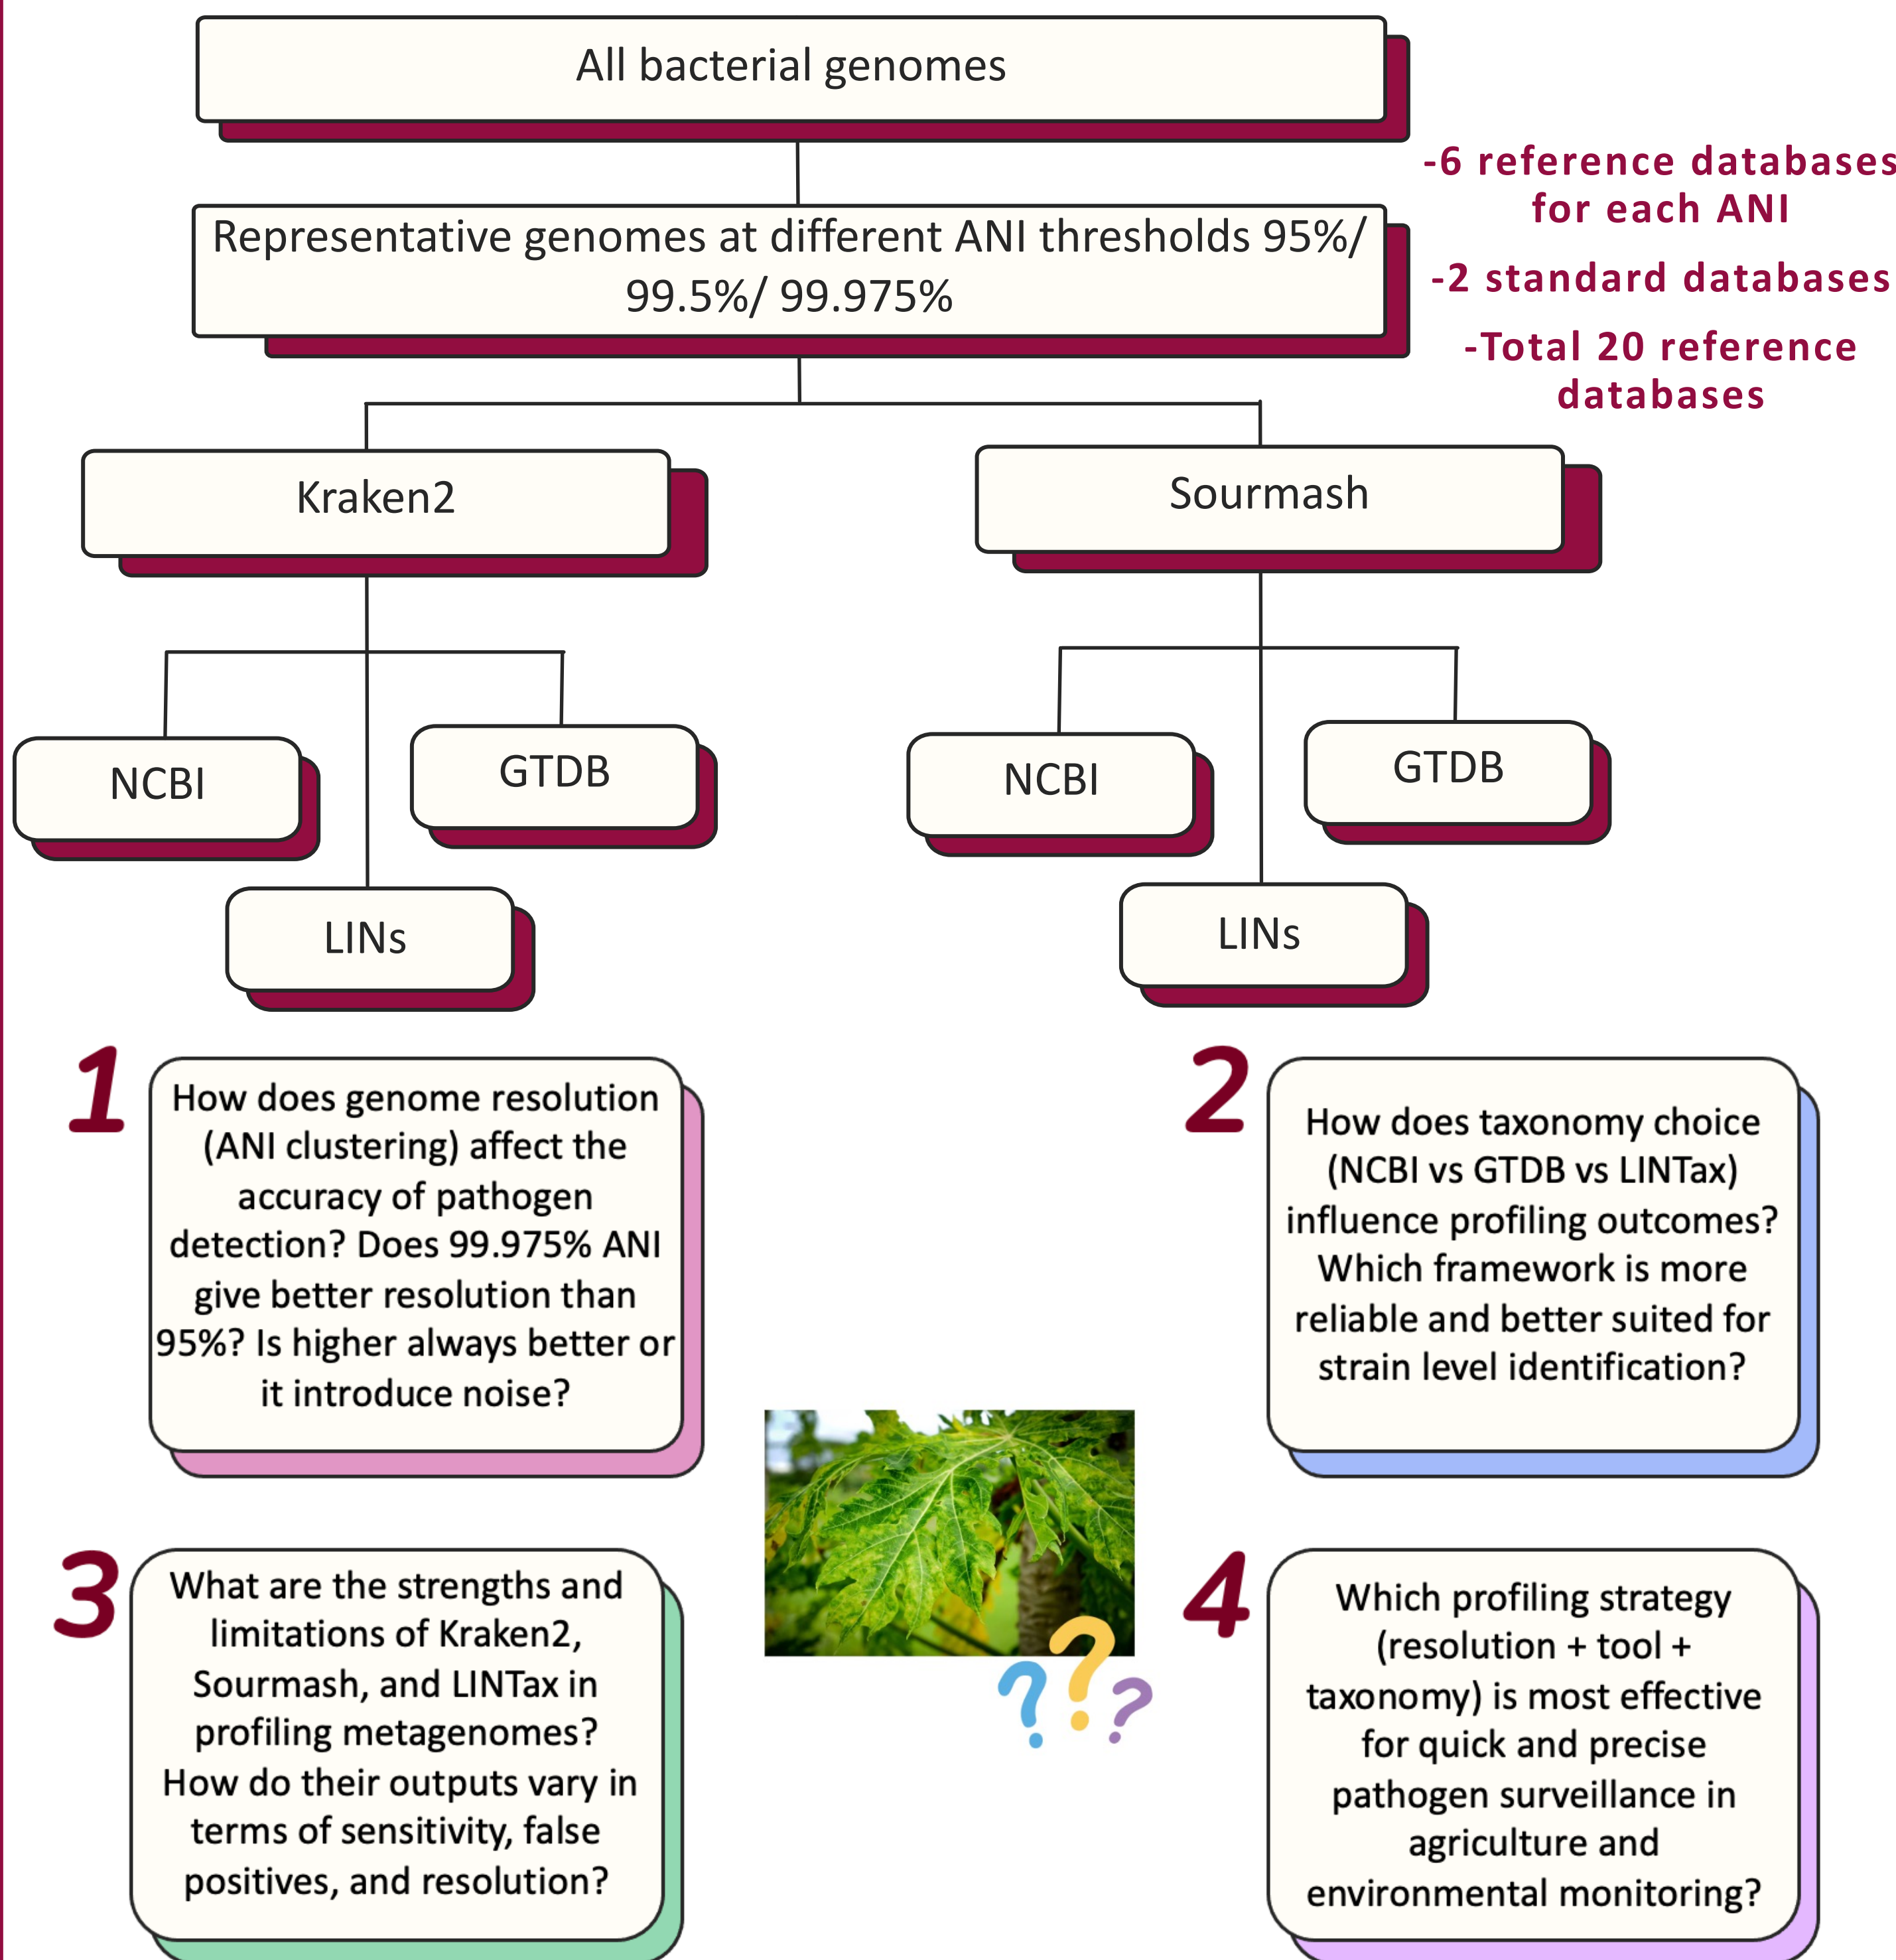 All bacterial genomes
-6 reference databases
for each ANI
-2 standard databases
-Total 20 reference
databases
Representative genomes at different ANI thresholds 95%/
99.5%/ 99.975%
Kraken2
Sourmash
NCBI
GTDB
LINs
NCBI
GTDB
LINs
1
How does genome resolution
(ANI clustering) affect the
accuracy of pathogen
detection? Does 99.975% ANI
give better resolution than
95%? Is higher always better or
it introduce noise?
2
How does taxonomy choice
(NCBI vs GTDB vs LINTax)
influence profiling outcomes?
Which framework is more
reliable and better suited for
strain level identification?
3
What are the strengths and
limitations of Kraken2,
Sourmash, and LINTax in
profiling metagenomes?
How do their outputs vary in
terms of sensitivity, false
positives, and resolution?
???
4
Which profiling strategy
(resolution + tool +
taxonomy) is most effective
for quick and precise
pathogen surveillance in
agriculture and
environmental monitoring?